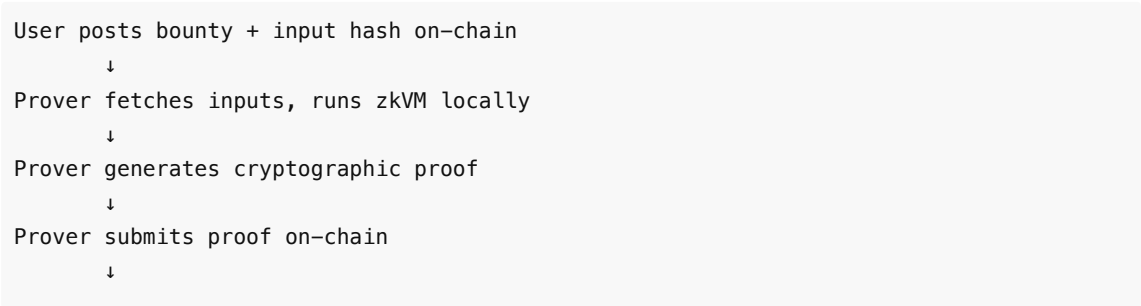 User posts bounty + input hash on-chain
↓
Prover fetches inputs, runs zkVM locally
↓
Prover generates cryptographic proof
↓
Prover submits proof on-chain
↓